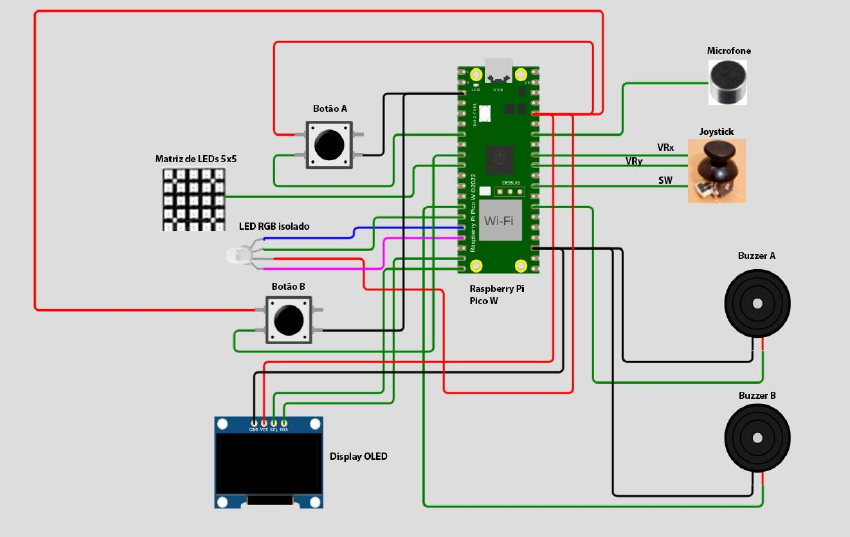 Microfone
Botão A
Joystick
VRx
VRy
SW
Matriz de LEDs 5x5
DEBUG
Raspberry Pi Pico W ©2022
Wi-Fi
LED RGB isolado
Botão B
Raspberry Pi
Pico W
Buzzer A
Buzzer B
GND VCC SCL SDA
Display OLED